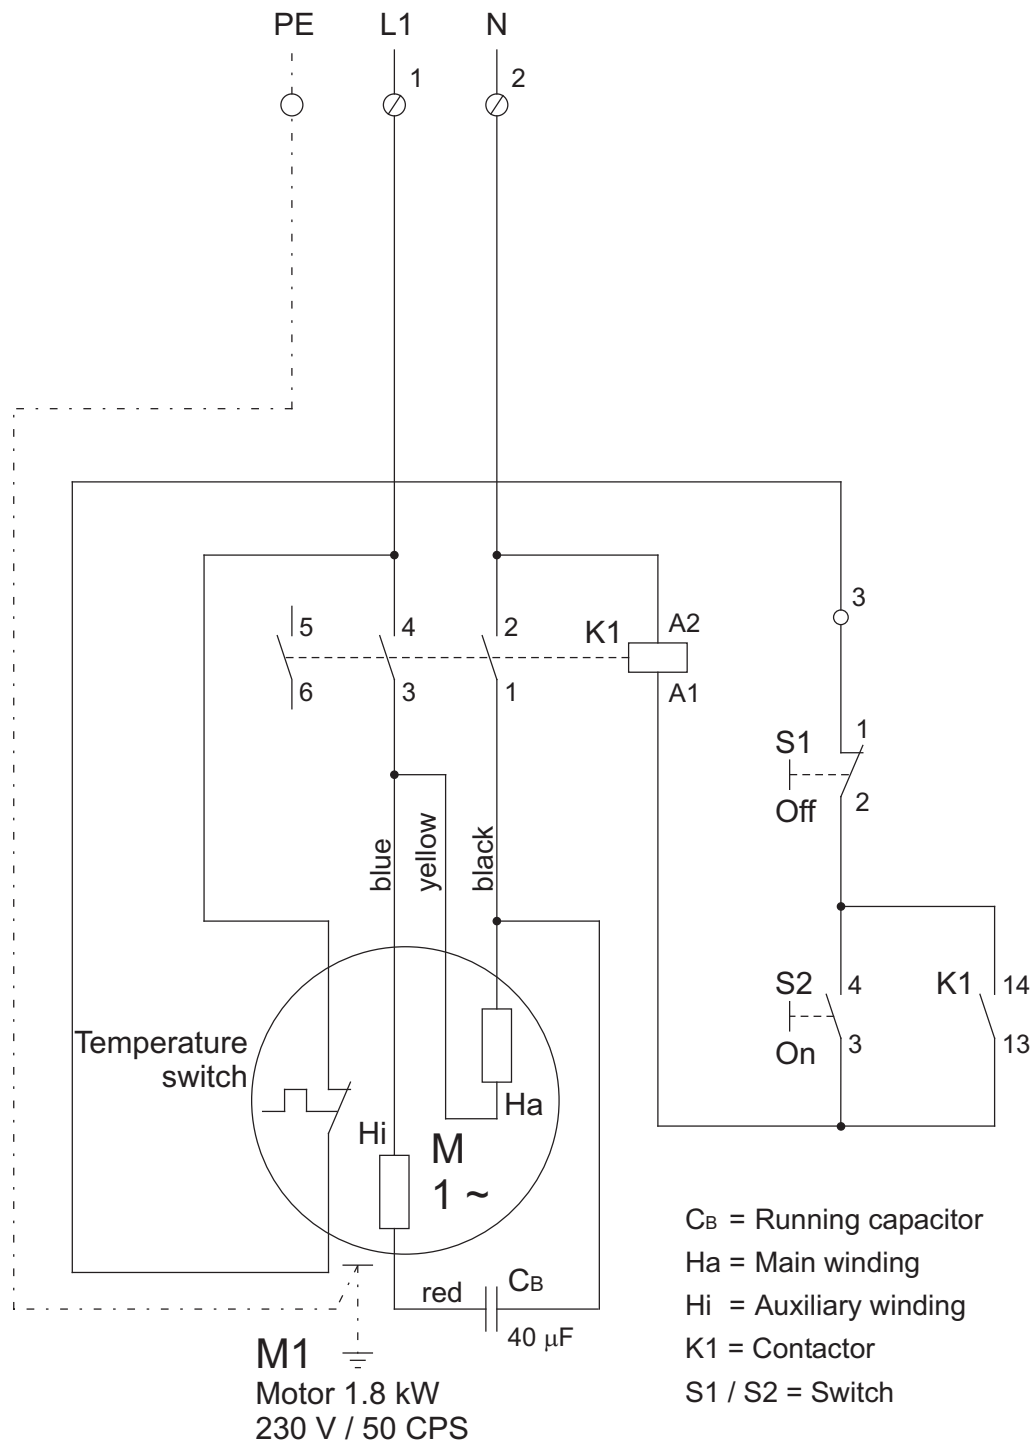 PE L1 N
1 2
3
5 4 2 K1 A2
6 3 1 A1
1
S1
Off 2
blue yellow black
S2 4 K1 14
On 3 13
Temperature
switch
Ha
Hi M
1 ~
red CB
40 μF
M1
Motor 1.8 kW
230 V / 50 CPS
CB = Running capacitor
Ha = Main winding
Hi = Auxiliary winding
K1 = Contactor
S1 / S2 = Switch